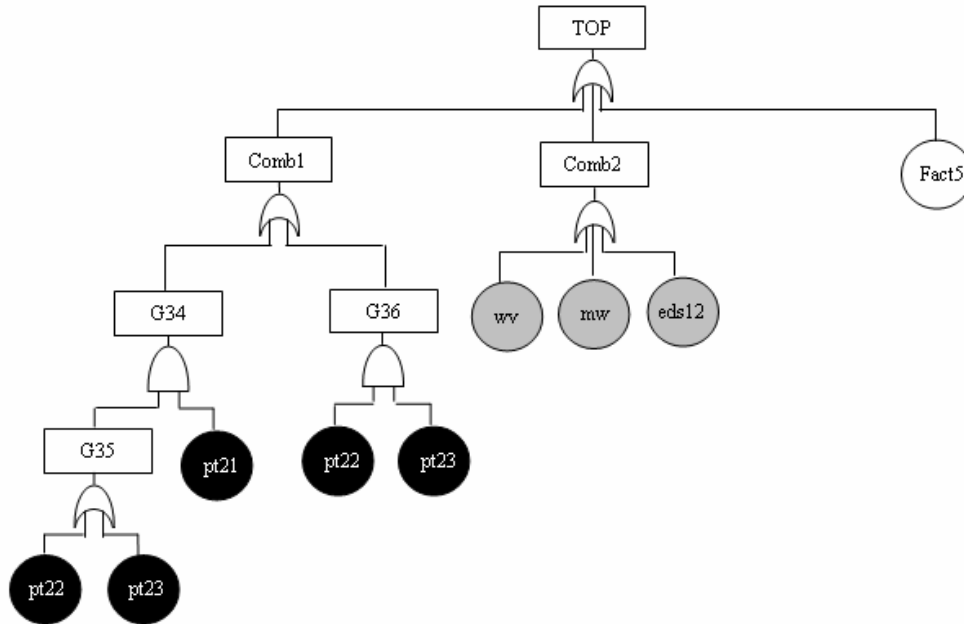 TOP
Comb1
Comb2
Fact5
G34
G36
wv
mw
eds12
G35
pt21
pt22
pt23
pt22
pt23